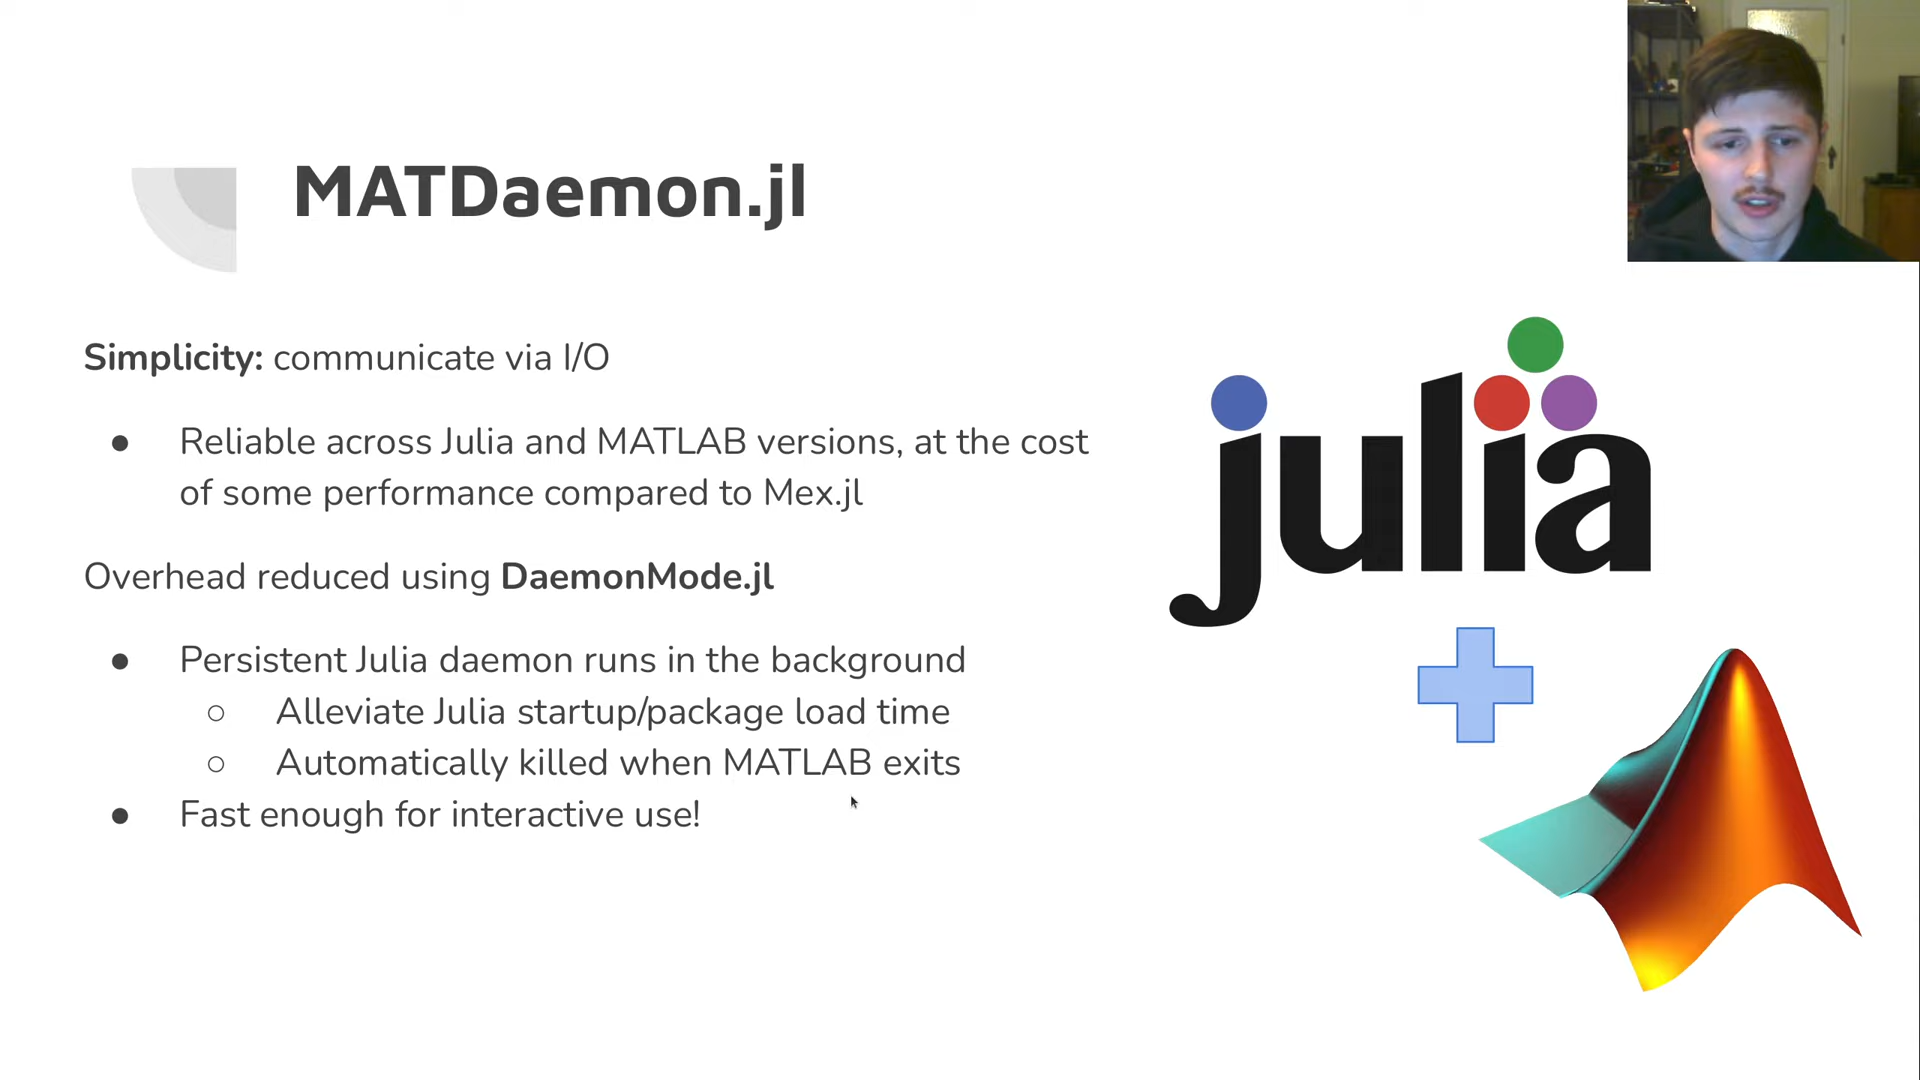 MATDaemon.jl
Simplicity: communicate via I/O
● Reliable across Julia and MATLAB versions, at the cost
of some performance compared to Mex.jl
Overhead reduced using DaemonMode.jl
● Persistent Julia daemon runs in the background
○ Alleviate Julia startup/package load time
○ Automatically killed when MATLAB exits
● Fast enough for interactive use!
julia